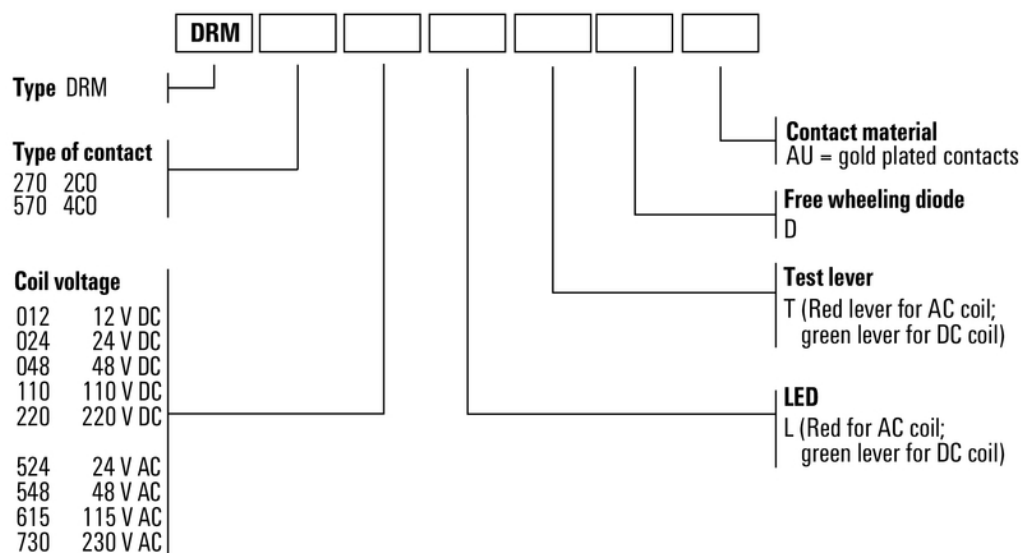 DRM
Type DRM
Type of contact
270 2CO
570 4CO
Coil voltage
012 12 V DC
024 24 V DC
048 48 V DC
110 110 V DC
220 220 V DC
524 24 V AC
548 48 V AC
615 115 V AC
730 230 V AC
Contact material
AU = gold plated contacts
Free wheeling diode
D
Test lever
T (Red lever for AC coil;
green lever for DC coil)
LED
L (Red for AC coil;
green lever for DC coil)